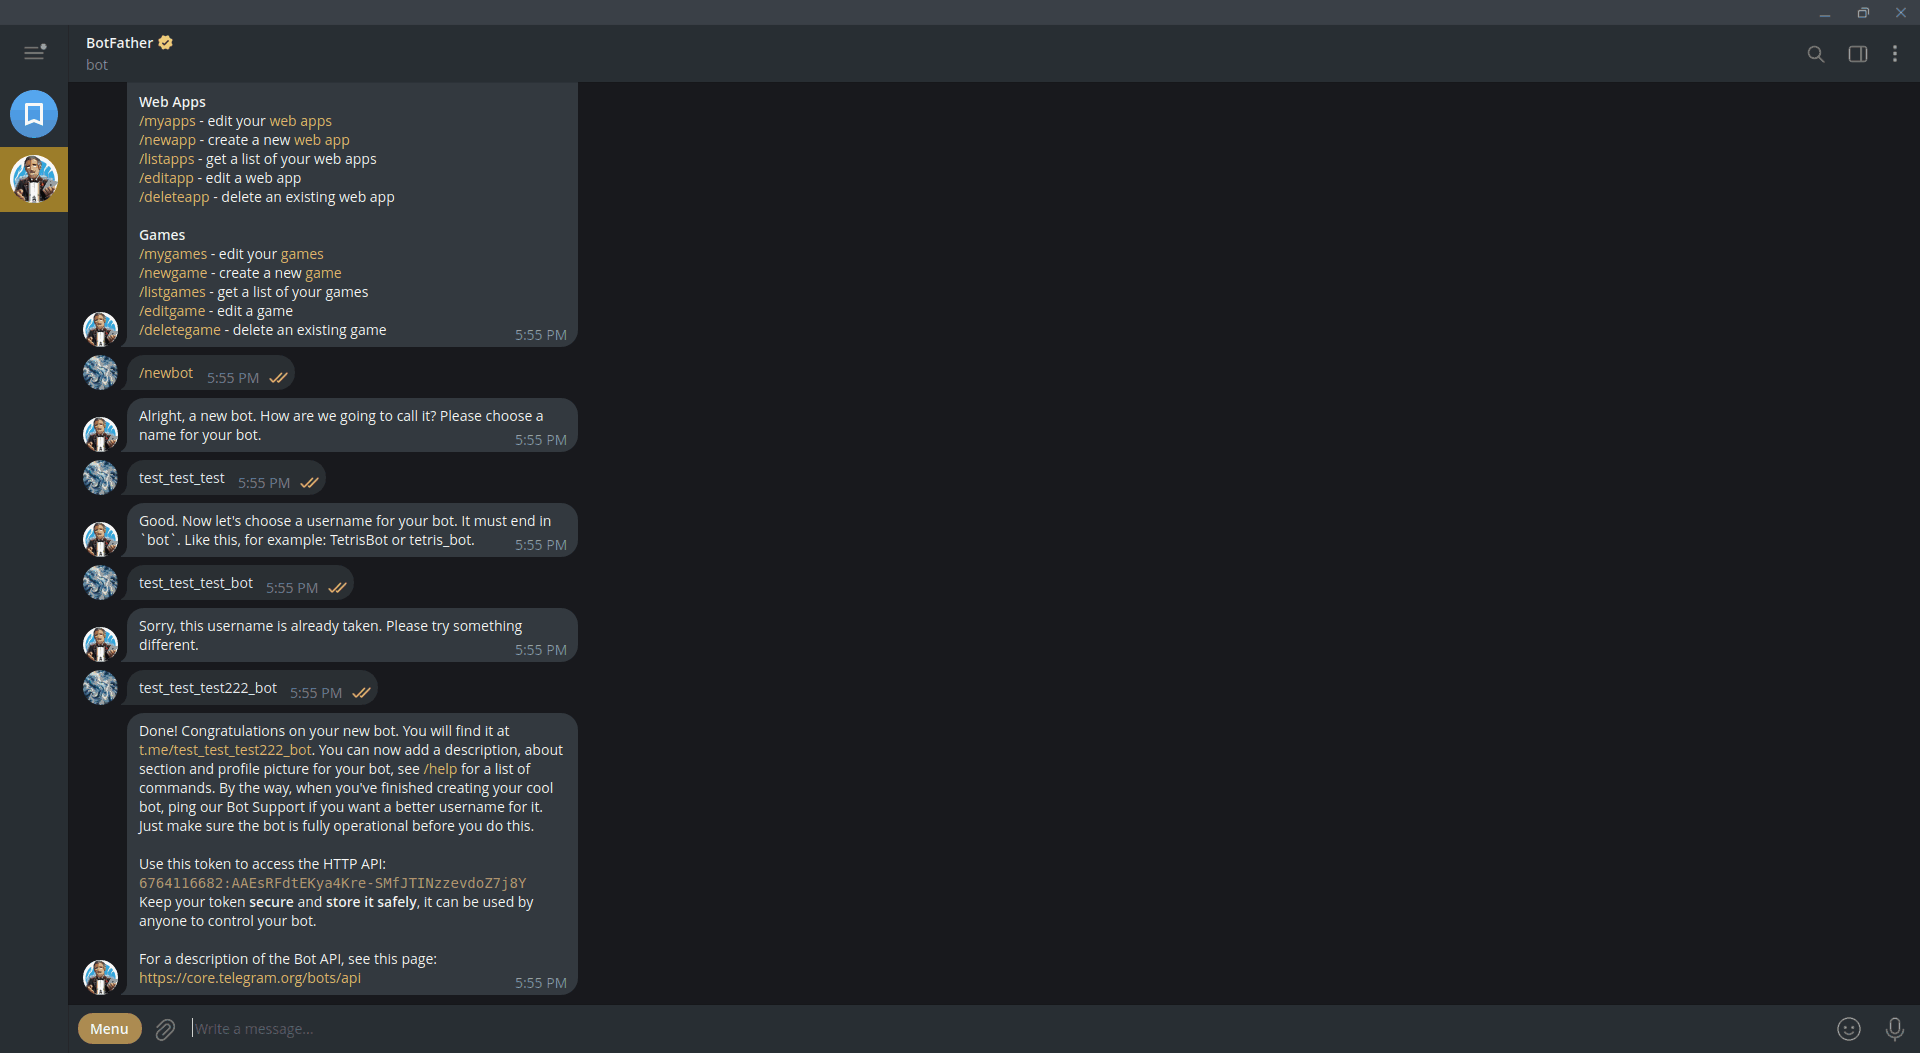 BotFather
bot
Web Apps
/myapps - edit your web apps
/newapp - create a new web app
/listapps - get a list of your web apps
/editapp - edit a web app
/deleteapp - delete an existing web app
Games
/mygames - edit your games
/newgame - create a new game
/listgames - get a list of your games
/editgame - edit a game
/deletegame - delete an existing game
5:55 PM
/newbot 5:55 PM
Alright, a new bot. How are we going to call it? Please choose a
name for your bot.
5:55 PM
test_test_test 5:55 PM
Good. Now let's choose a username for your bot. It must end in
`bot`. Like this, for example: TetrisBot or tetris_bot.
5:55 PM
test_test_test_bot 5:55 PM
Sorry, this username is already taken. Please try something
different.
5:55 PM
test_test_test222_bot 5:55 PM
Done! Congratulations on your new bot. You will find it at
t.me/test_test_test222_bot. You can now add a description, about
section and profile picture for your bot, see /help for a list of
commands. By the way, when you've finished creating your cool
bot, ping our Bot Support if you want a better username for it.
Just make sure the bot is fully operational before you do this.
Use this token to access the HTTP API:
6764116682:AAEsRFdtEKya4Kre-SMfJTINzzevdoZ7j8Y
Keep your token secure and store it safely, it can be used by
anyone to control your bot.
For a description of the Bot API, see this page:
https://core.telegram.org/bots/api
5:55 PM
Menu
Write a message...